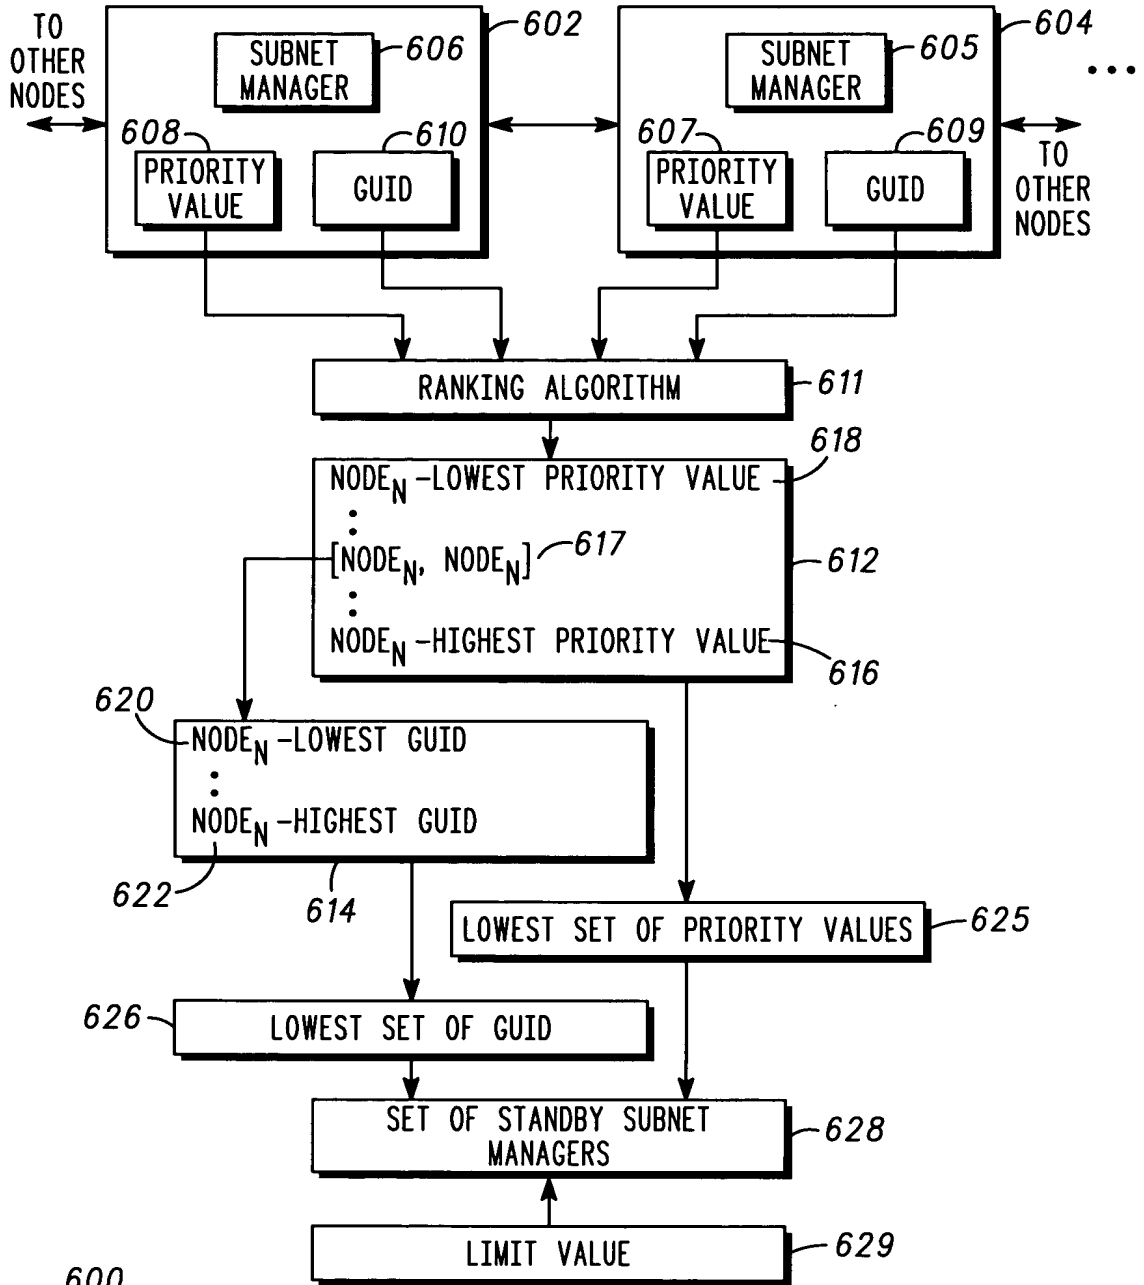 TO
OTHER
NODES
602
SUBNET
MANAGER
606
608
PRIORITY
VALUE
610
GUID
604
SUBNET
MANAGER
605
607
PRIORITY
VALUE
609
GUID
• • •
TO
OTHER
NODES
RANKING ALGORITHM
611
NODEN -LOWEST PRIORITY VALUE
618
[NODEN, NODEN]
617
612
NODEN -HIGHEST PRIORITY VALUE
616
620
NODEN -LOWEST GUID
NODEN -HIGHEST GUID
622
614
LOWEST SET OF PRIORITY VALUES
625
626
LOWEST SET OF GUID
SET OF STANDBY SUBNET
MANAGERS
628
LIMIT VALUE
629
600